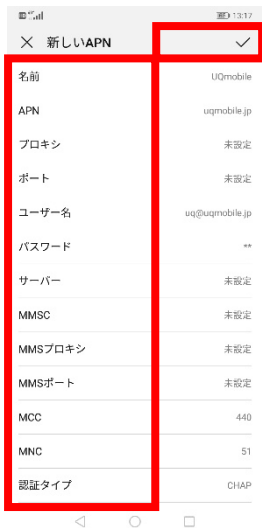 13:17
新しいAPN
名前 UQmobile
APN uqmobile.jp
プロキシ 未設定
ポート 未設定
ユーザー名 uq@uqmobile.jp
パスワード **
サーバー 未設定
MMSC 未設定
MMSプロキシ 未設定
MMSポート 未設定
MCC 440
MNC 51
認証タイプ CHAP